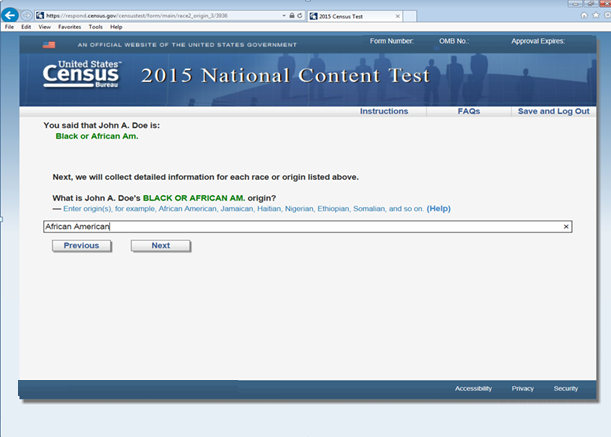 https://respond.census.gov/censustest/form/main/race2_origin_3/3936
2015 Census Test
File Edit View Favorites Tools Help
AN OFFICIAL WEBSITE OF THE UNITED STATES GOVERNMENT
Form Number: OMB No.: Approval Expires:
United States™
Census
Bureau
2015 National Content Test
Instructions FAQs Save and Log Out
You said that John A. Doe is:
Black or African Am.
Next, we will collect detailed information for each race or origin listed above.
What is John A. Doe's BLACK OR AFRICAN AM. origin?
— Enter origin(s), for example, African American, Jamaican, Haitian, Nigerian, Ethiopian, Somalian, and so on. (Help)
African American
Previous Next
Accessibility Privacy Security